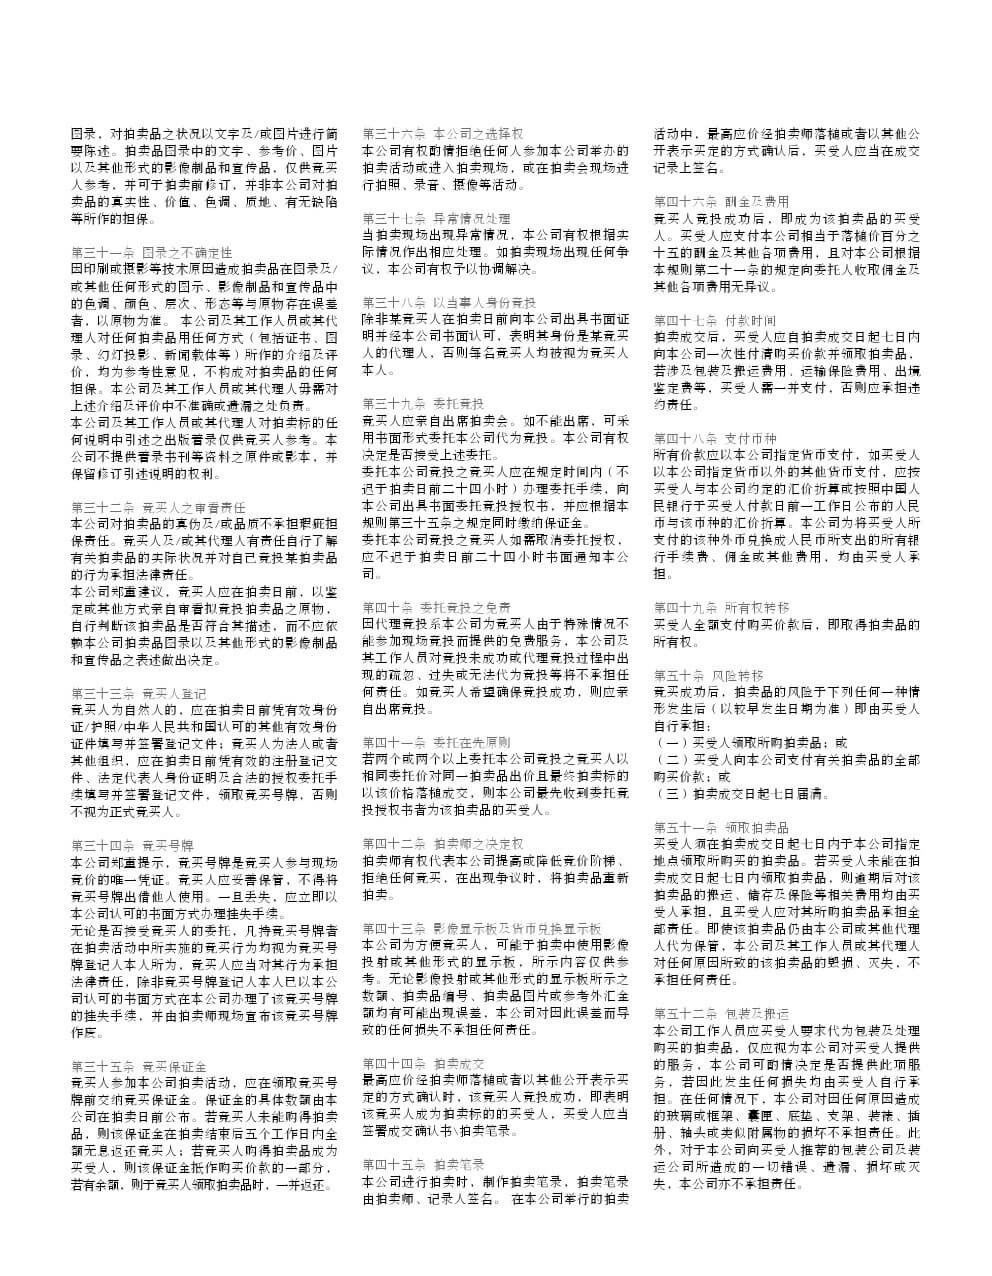 图录，对拍卖品之状况以文字及/或图片进行简
要陈述。拍卖品图录中的文字、参考价、图片
以及其他形式的影像制品和宣传品，仅供竞买
人参考，并可于拍卖前修订，并非本公司对拍
卖品的真实性、价值、色调、质地、有无缺陷
等所作的担保。
第三十一条 图录之不确定性
因印刷或摄影等技术原因造成拍卖品在图录及/
或其他任何形式的图示、影像制品和宣传品中
的色调、颜色、层次、形态等与原物存在误差
者，以原物为准。 本公司及其工作人员或其代
理人对任何拍卖品用任何方式（包括证书、图
录、幻灯投影、新闻载体等）所作的介绍及评
价，均为参考性意见，不构成对拍卖品的任何
担保。本公司及其工作人员或其代理人毋需对
上述介绍及评价中不准确或遗漏之处负责。
本公司及其工作人员或其代理人对拍卖标的任
何说明中引述之出版著录仅供竞买人参考。本
公司不提供著录书刊等资料之原件或影本，并
保留修订引述说明的权利。
第三十二条 竞买人之审看责任
本公司对拍卖品的真伪及/或品质不承担瑕疵担
保责任。竞买人及/或其代理人有责任自行了解
有关拍卖品的实际状况并对自己竞投某拍卖品
的行为承担法律责任。
本公司郑重建议，竞买人应在拍卖日前，以鉴
定或其他方式亲自审看拟竞投拍卖品之原物，
自行判断该拍卖品是否符合其描述，而不应依
赖本公司拍卖品图录以及其他形式的影像制品
和宣传品之表述做出决定。
第三十三条 竞买人登记
竞买人为自然人的，应在拍卖日前凭有效身份
证/护照/中华人民共和国认可的其他有效身份
证件填写并签署登记文件；竞买人为法人或者
其他组织，应在拍卖日前凭有效的注册登记文
件、法定代表人身份证明及合法的授权委托手
续填写并签署登记文件，领取竞买号牌，否则
不视为正式竞买人。
第三十四条 竞买号牌
本公司郑重提示，竞买号牌是竞买人参与现场
竞价的唯一凭证。竞买人应妥善保管，不得将
竞买号牌出借他人使用。一旦丢失，应立即以
本公司认可的书面方式办理挂失手续。
无论是否接受竞买人的委托，凡持竞买号牌者
在拍卖活动中所实施的竞买行为均视为竞买号
牌登记人本人所为，竞买人应当对其行为承担
法律责任，除非竞买号牌登记人本人已以本公
司认可的书面方式在本公司办理了该竞买号牌
的挂失手续，并由拍卖师现场宣布该竞买号牌
作废。
第三十五条 竞买保证金
竞买人参加本公司拍卖活动，应在领取竞买号
牌前交纳竞买保证金。保证金的具体数额由本
公司在拍卖日前公布。若竞买人未能购得拍卖
品，则该保证金在拍卖结束后五个工作日内全
额无息返还竞买人；若竞买人购得拍卖品成为
买受人，则该保证金抵作购买价款的一部分，
若有余额，则于竞买人领取拍卖品时，一并返还。
第三十六条 本公司之选择权
本公司有权酌情拒绝任何人参加本公司举办的
拍卖活动或进入拍卖现场，或在拍卖会现场进
行拍照、录音、摄像等活动。
第三十七条 异常情况处理
当拍卖现场出现异常情况，本公司有权根据实
际情况作出相应处理。如拍卖现场出现任何争
议，本公司有权予以协调解决。
第三十八条 以当事人身份竞投
除非某竞买人在拍卖日前向本公司出具书面证
明并经本公司书面认可，表明其身份是某竞买
人的代理人，否则每名竞买人均被视为竞买人
本人。
第三十九条 委托竞投
竞买人应亲自出席拍卖会。如不能出席，可采
用书面形式委托本公司代为竞投。本公司有权
决定是否接受上述委托。
委托本公司竞投之竞买人应在规定时间内（不
迟于拍卖日前二十四小时）办理委托手续，向
本公司出具书面委托竞投授权书，并应根据本
规则第三十五条之规定同时缴纳保证金。
委托本公司竞投之竞买人如需取消委托授权，
应不迟于拍卖日前二十四小时书面通知本公
司。
第四十条 委托竞投之免责
因代理竞投系本公司为竞买人由于特殊情况不
能参加现场竞投而提供的免费服务，本公司及
其工作人员对竞投未成功或代理竞投过程中出
现的疏忽、过失或无法代为竞投等将不承担任
何责任。如竞买人希望确保竞投成功，则应亲
自出席竞投。
第四十一条 委托在先原则
若两个或两个以上委托本公司竞投之竞买人以
相同委托价对同一拍卖品出价且最终拍卖标的
以该价格落槌成交，则本公司最先收到委托竞
投授权书者为该拍卖品的买受人。
第四十二条 拍卖师之决定权
拍卖师有权代表本公司提高或降低竞价阶梯、
拒绝任何竞买，在出现争议时，将拍卖品重新
拍卖。
第四十三条 影像显示板及货币兑换显示板
本公司为方便竞买人，可能于拍卖中使用影像
投射或其他形式的显示板，所示内容仅供参
考。无论影像投射或其他形式的显示板所示之
数额、拍卖品编号、拍卖品图片或参考外汇金
额均有可能出现误差，本公司对因此误差而导
致的任何损失不承担任何责任。
第四十四条 拍卖成交
最高应价经拍卖师落槌或者以其他公开表示买
定的方式确认时，该竞买人竞投成功，即表明
该竞买人成为拍卖标的的买受人，买受人应当
签署成交确认书\拍卖笔录。
第四十五条 拍卖笔录
本公司进行拍卖时，制作拍卖笔录，拍卖笔录
由拍卖师、记录人签名。 在本公司举行的拍卖
活动中，最高应价经拍卖师落槌或者以其他公
开表示买定的方式确认后，买受人应当在成交
记录上签名。
第四十六条 酬金及费用
竞买人竞投成功后，即成为该拍卖品的买受
人。买受人应支付本公司相当于落槌价百分之
十五的酬金及其他各项费用，且对本公司根据
本规则第二十一条的规定向委托人收取佣金及
其他各项费用无异议。
第四十七条 付款时间
拍卖成交后，买受人应自拍卖成交日起七日内
向本公司一次性付清购买价款并领取拍卖品，
若涉及包装及搬运费用、运输保险费用、出境
鉴定费等，买受人需一并支付，否则应承担违
约责任。
第四十八条 支付币种
所有价款应以本公司指定货币支付，如买受人
以本公司指定货币以外的其他货币支付，应按
买受人与本公司约定的汇价折算或按照中国人
民银行于买受人付款日前一工作日公布的人民
币与该币种的汇价折算。本公司为将买受人所
支付的该种外币兑换成人民币所支出的所有银
行手续费、佣金或其他费用，均由买受人承
担。
第四十九条 所有权转移
买受人全额支付购买价款后，即取得拍卖品的
所有权。
第五十条 风险转移
竞买成功后，拍卖品的风险于下列任何一种情
形发生后（以较早发生日期为准）即由买受人
自行承担：
（一）买受人领取所购拍卖品；或
（二）买受人向本公司支付有关拍卖品的全部
购买价款；或
（三）拍卖成交日起七日届满。
第五十一条 领取拍卖品
买受人须在拍卖成交日起七日内于本公司指定
地点领取所购买的拍卖品。若买受人未能在拍
卖成交日起七日内领取拍卖品，则逾期后对该
拍卖品的搬运、储存及保险等相关费用均由买
受人承担，且买受人应对其所购拍卖品承担全
部责任。即使该拍卖品仍由本公司或其他代理
人代为保管，本公司及其工作人员或其代理人
对任何原因所致的该拍卖品的毁损、灭失，不
承担任何责任。
第五十二条 包装及搬运
本公司工作人员应买受人要求代为包装及处理
购买的拍卖品，仅应视为本公司对买受人提供
的服务，本公司可酌情决定是否提供此项服
务，若因此发生任何损失均由买受人自行承
担。在任何情况下，本公司对因任何原因造成
的玻璃或框架、囊匣、底垫、支架、装裱、插
册、轴头或类似附属物的损坏不承担责任。此
外，对于本公司向买受人推荐的包装公司及装
运公司所造成的一切错误、遗漏、损坏或灭
失，本公司亦不承担责任。